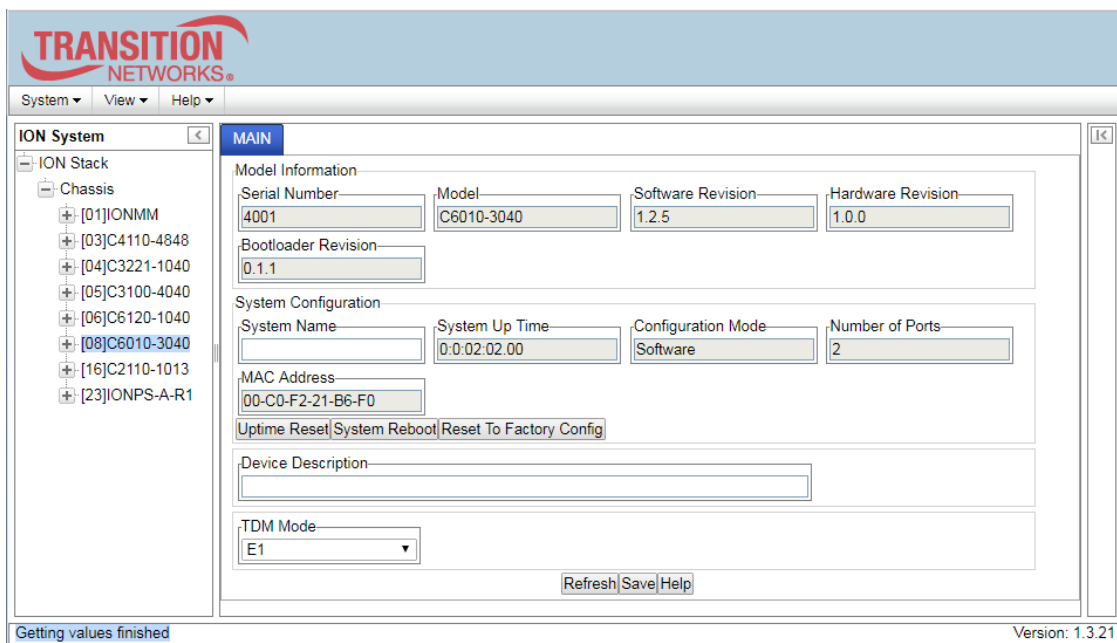 TRANSITION
NETWORKS®
System View Help
ION System
ION Stack
Chassis
[01]IONMM
[03]C4110-4848
[04]C3221-1040
[05]C3100-4040
[06]C6120-1040
[08]C6010-3040
[16]C2110-1013
[23]IONPS-A-R1
MAIN
Model Information
Serial Number Model Software Revision Hardware Revision
4001 C6010-3040 1.2.5 1.0.0
Bootloader Revision
0.1.1
System Configuration
System Name System Up Time Configuration Mode Number of Ports
0:0:02:02.00 Software 2
MAC Address
00-C0-F2-21-B6-F0
Uptime Reset System Reboot Reset To Factory Config
Device Description
TDM Mode
E1
Refresh Save Help
Getting values finished Version: 1.3.21